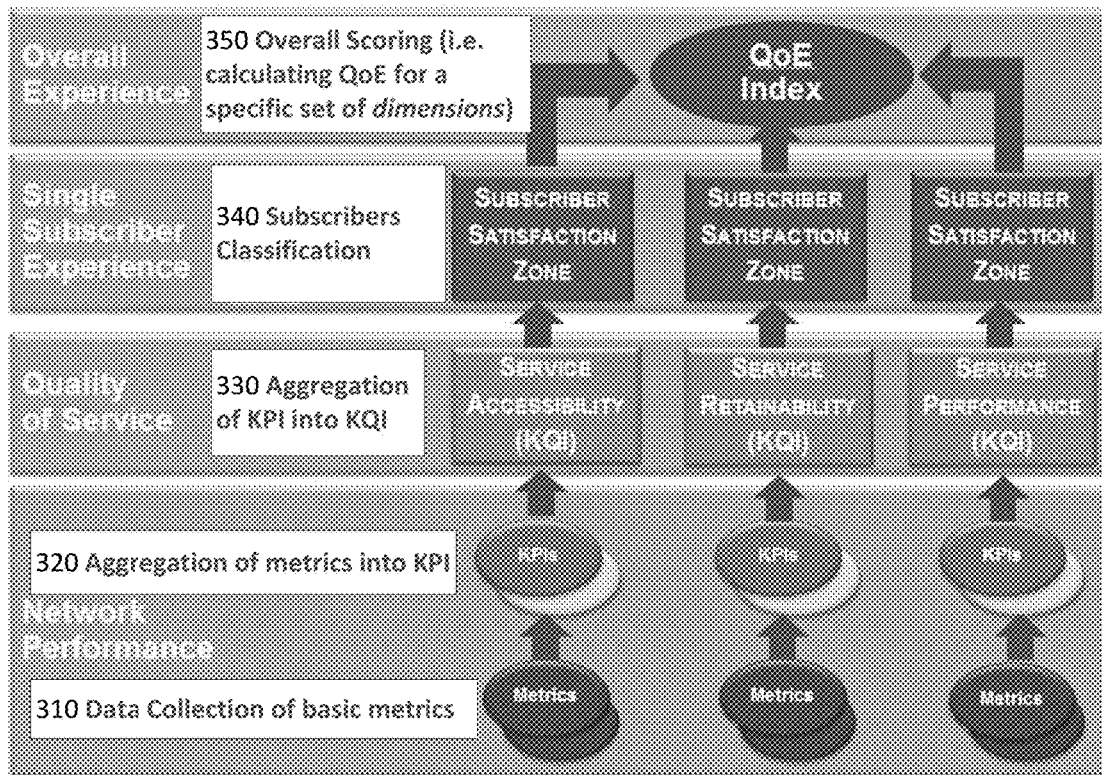 Overall
Experience
350 Overall Scoring (i.e.
calculating QoE for a
specific set of dimensions)
QoE
Index
Single
Subscriber
Experience
340 Subscribers
Classification
SUBSCRIBER
SATISFACTION
ZONE
SUBSCRIBER
SATISFACTION
ZONE
SUBSCRIBER
SATISFACTION
ZONE
Quality
of Service
330 Aggregation
of KPI into KQI
SERVICE
ACCESSIBILITY
(KQI)
SERVICE
RETAINABILITY
(KQI)
SERVICE
PERFORMANCE
(KQI)
320 Aggregation of metrics into KPI
KPIs
KPIs
KPIs
Network
Performance
310 Data Collection of basic metrics
Metrics
Metrics
Metrics